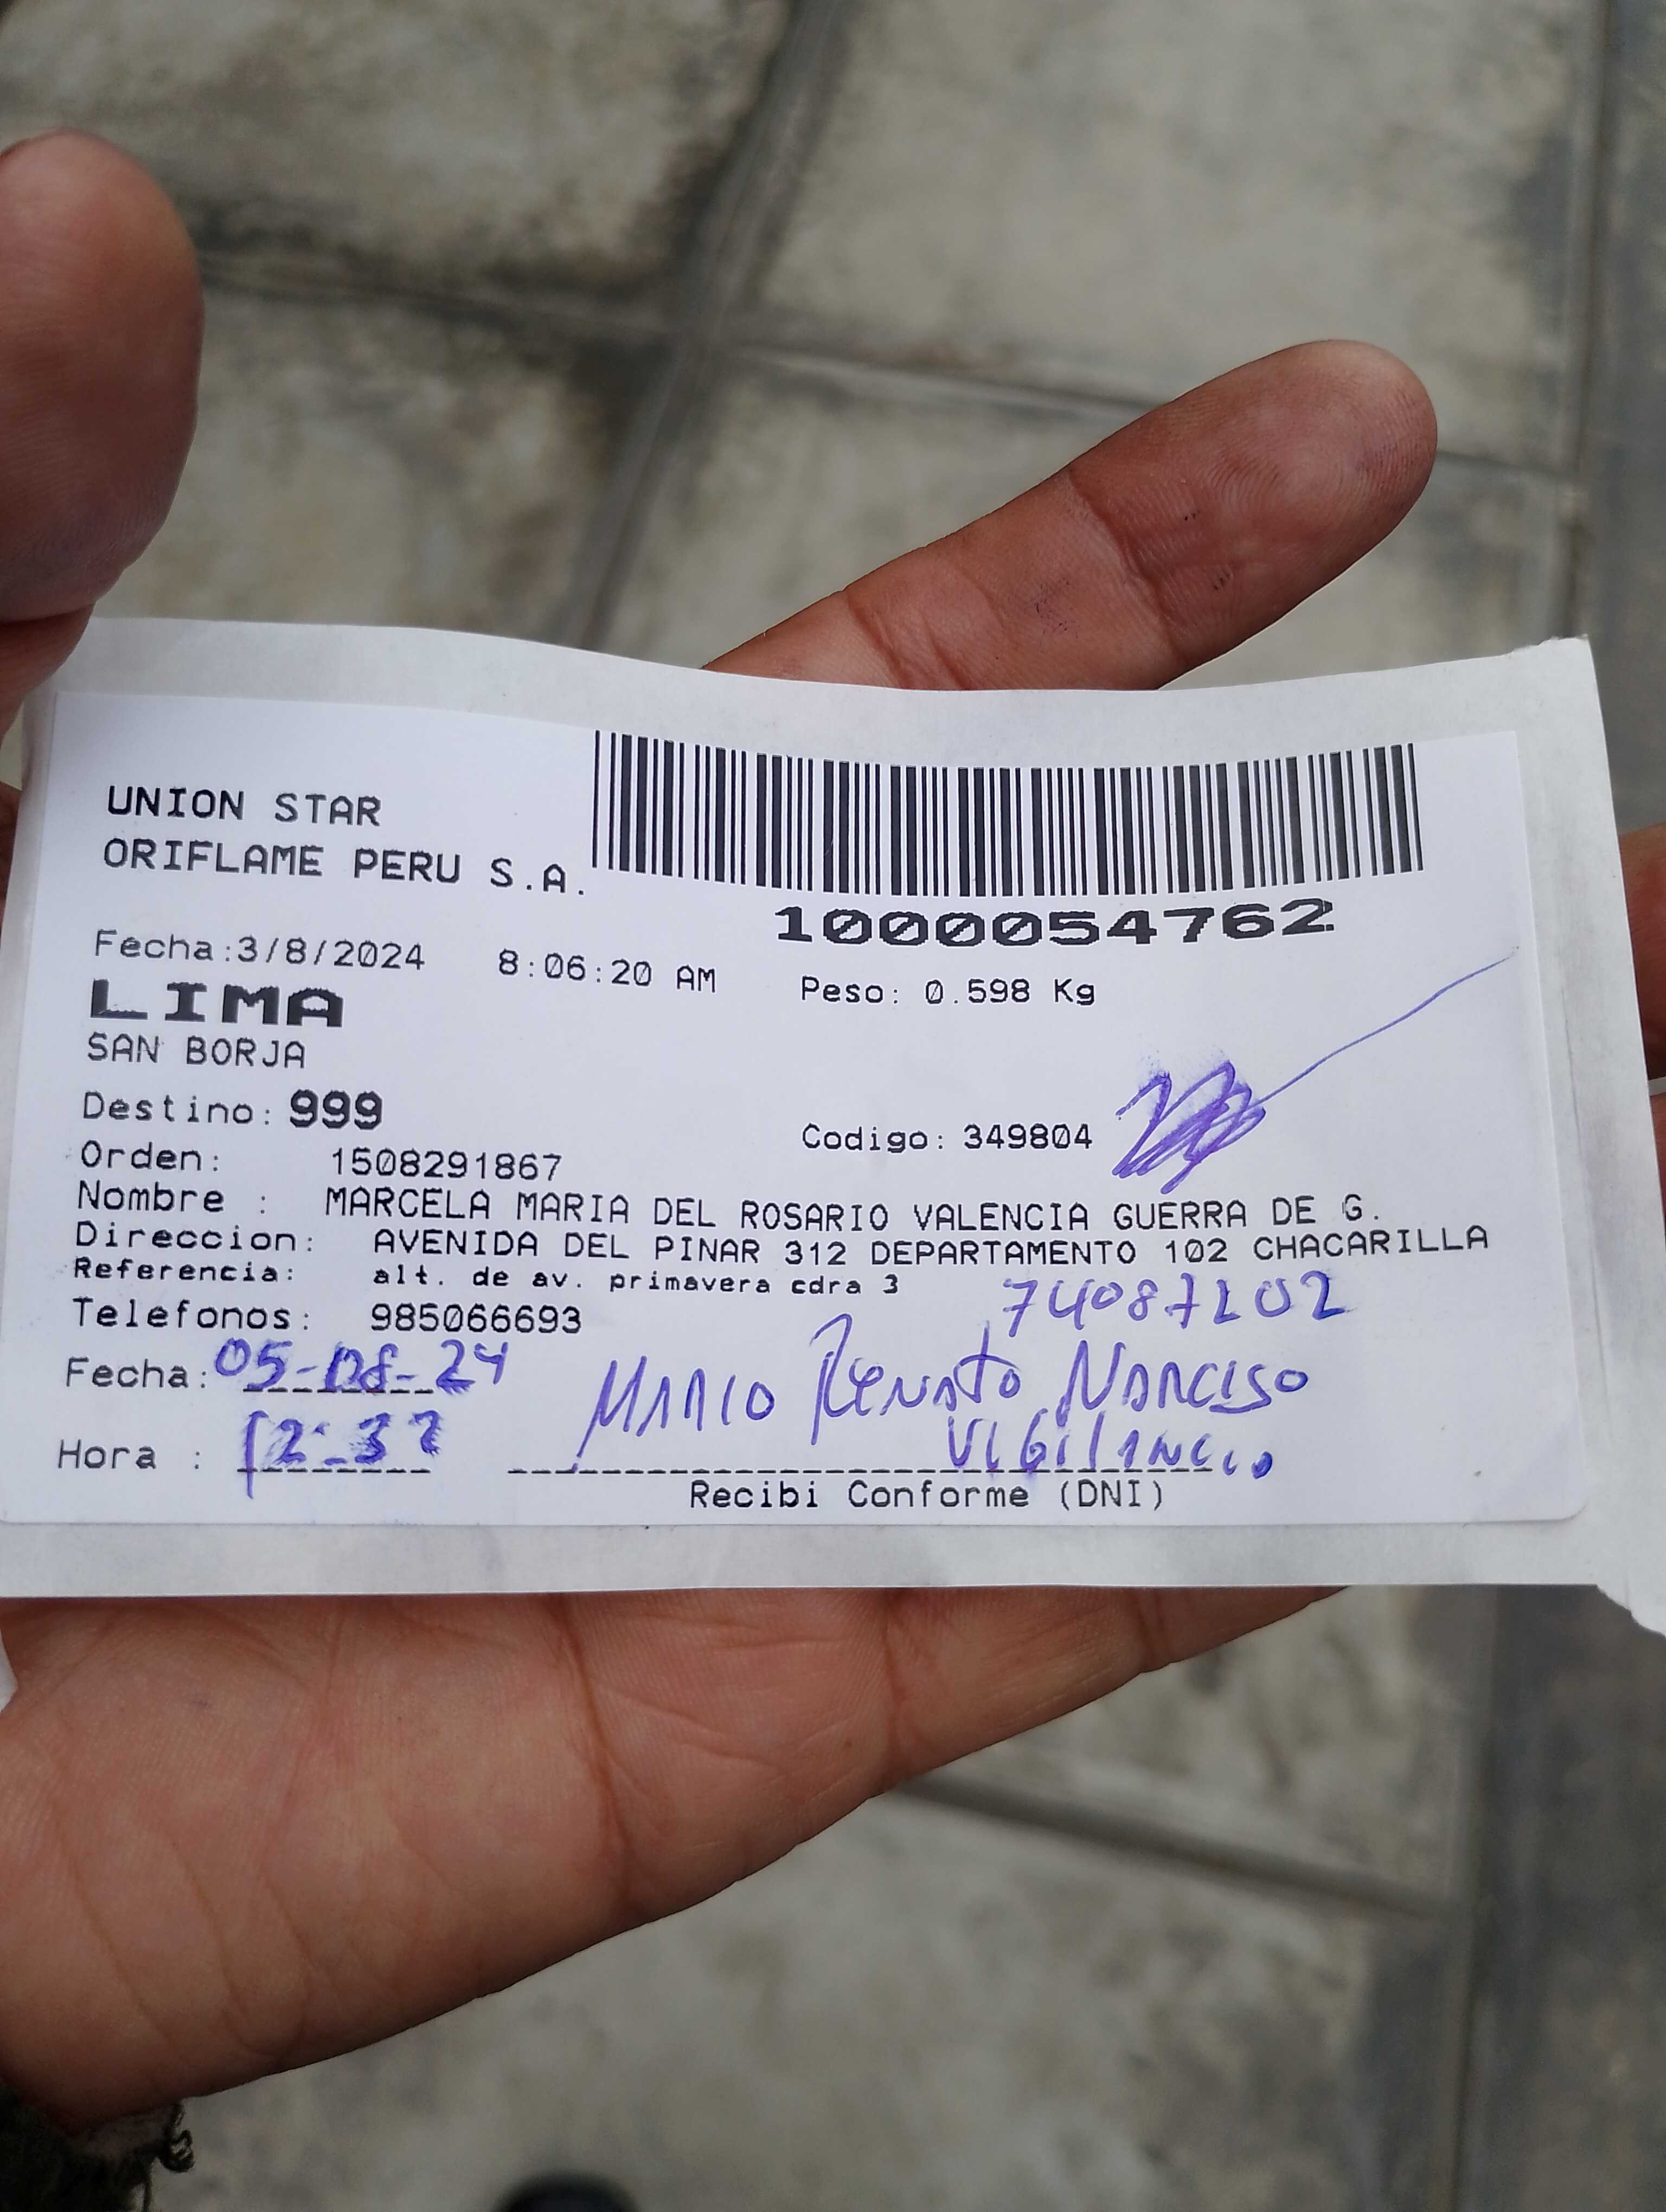 UNION STAR
ORIFLAME PERU S.A.
1000054762
Fecha:3/8/2024 8:06:20 AM Peso: 0.598 Kg
LIMA
SAN BORJA
Destino: 999
Codigo: 349804
Orden: 1508291867
Nombre : MARCELA MARIA DEL ROSARIO VALENCIA GUERRA DE G.
Direccion: AVENIDA DEL PINAR 312 DEPARTAMENTO 102 CHACARILLA
Referencia: alt. de av. primavera cdra 3
Telefonos: 985066693
Fecha: 05-08-24
MARIO RENATO NARCISO
Hora :
VIGILANCIA
Recibi Conforme (DNI)